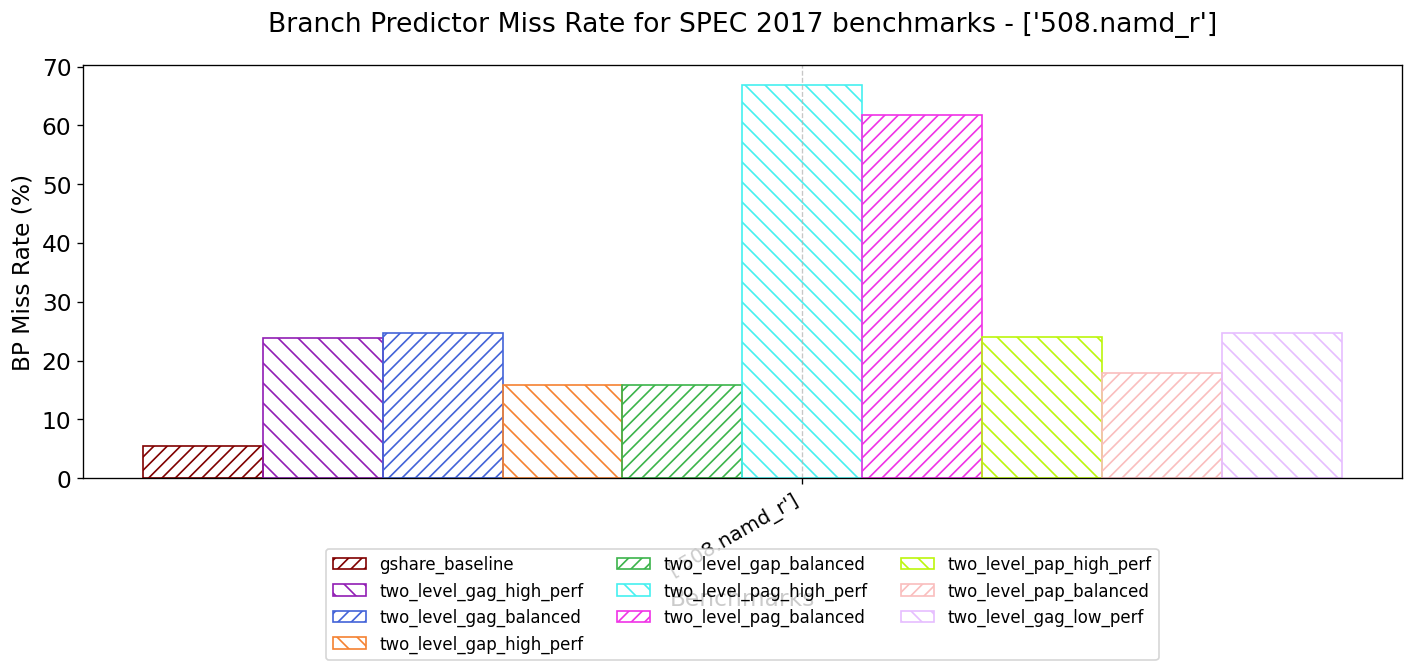 Branch Predictor Miss Rate for SPEC 2017 benchmarks - ['508.namd_r']
BP Miss Rate (%)
70
60
50
40
30
20
10
0
['508.namd_r']
Benchmarks
gshare_baseline
two_level_gag_high_perf
two_level_gag_balanced
two_level_gap_high_perf
two_level_gap_balanced
two_level_pag_high_perf
two_level_pag_balanced
two_level_pap_high_perf
two_level_pap_balanced
two_level_gag_low_perf